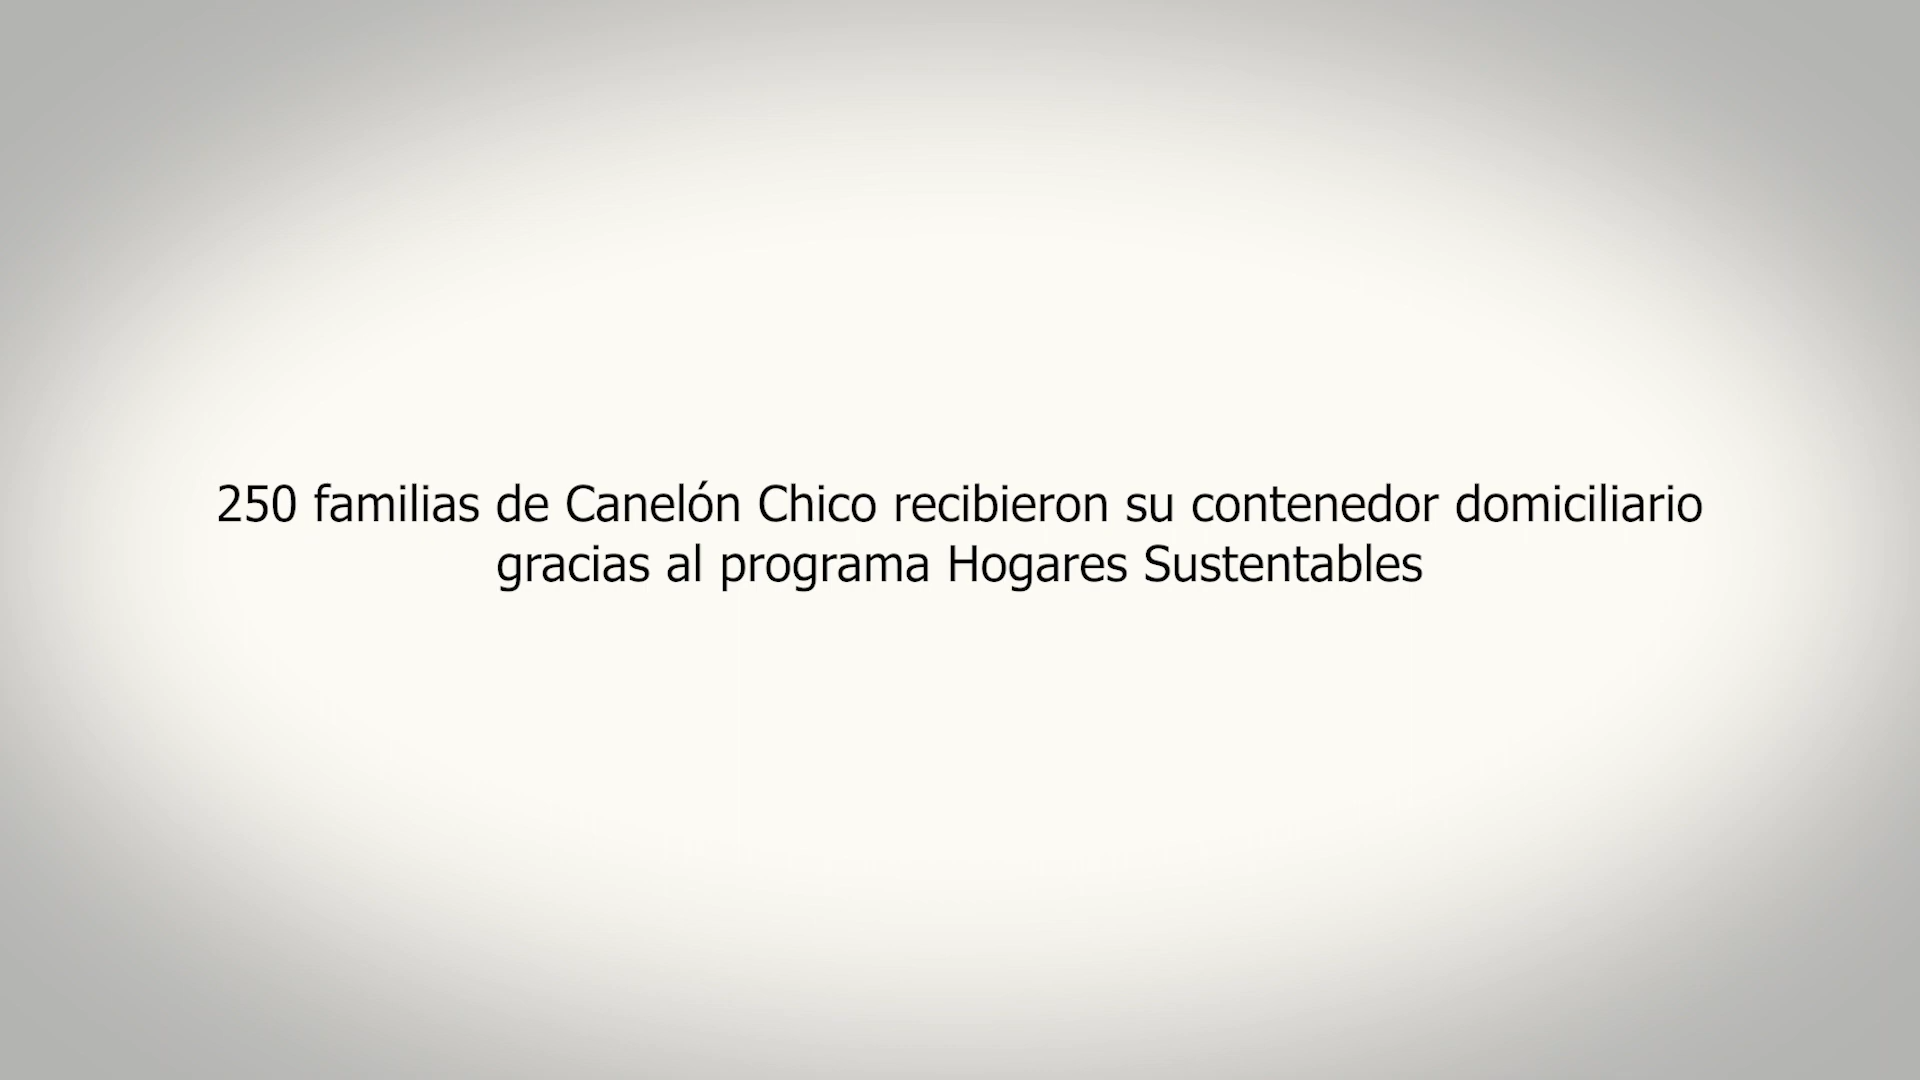 250 familias de Canelón Chico recibieron su contenedor domiciliario
gracias al programa Hogares Sustentables